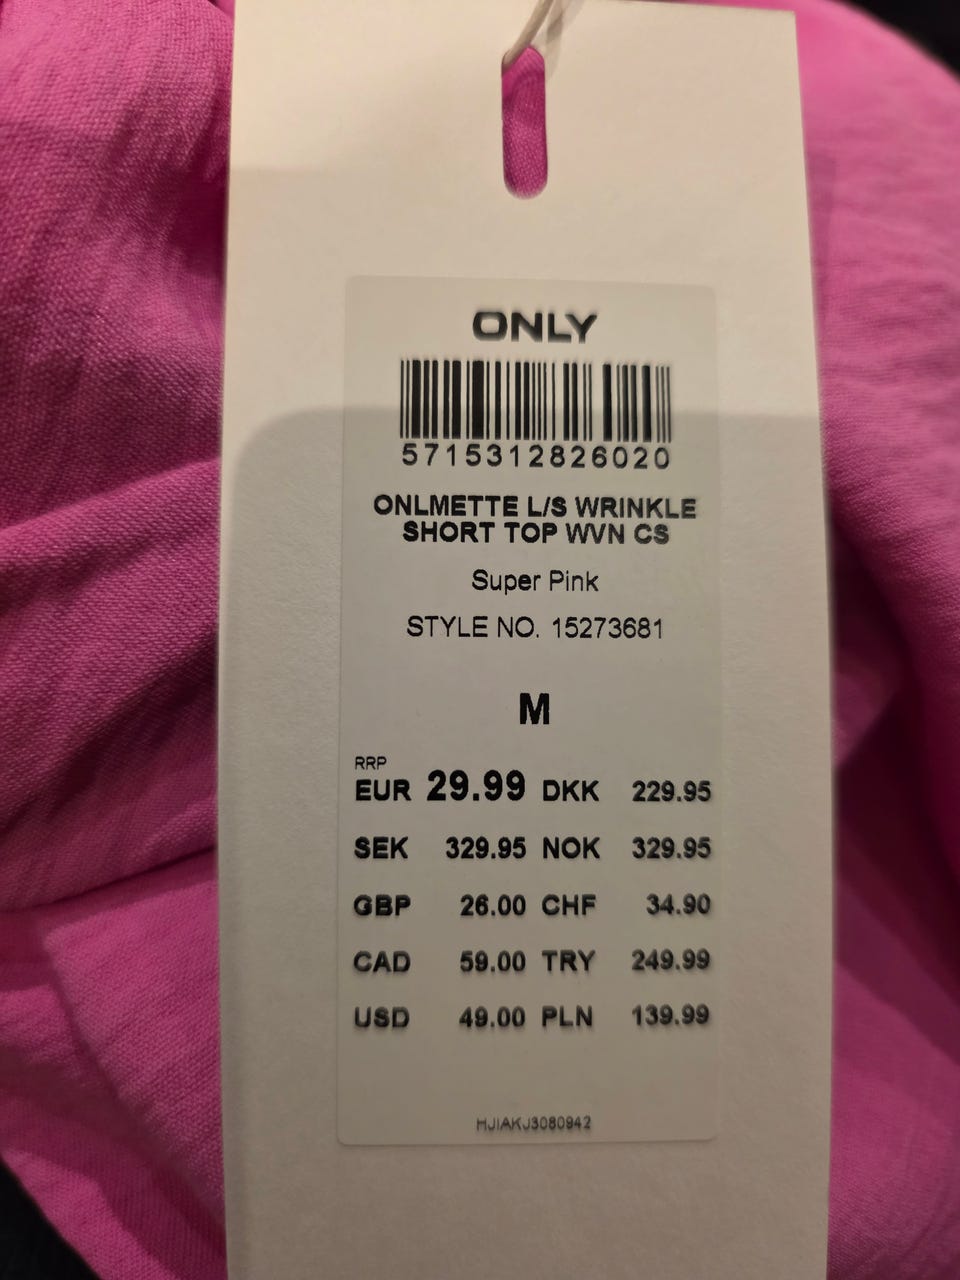 ONLY
5715312826020
ONLMETTE L/S WRINKLE
SHORT TOP WVN CS
Super Pink
STYLE NO. 15273681
M
RRP
EUR 29.99 DKK 229.95
SEK 329.95 NOK 329.95
GBP 26.00 CHF 34.90
CAD 59.00 TRY 249.99
USD 49.00 PLN 139.99
HJIAKJ3080942